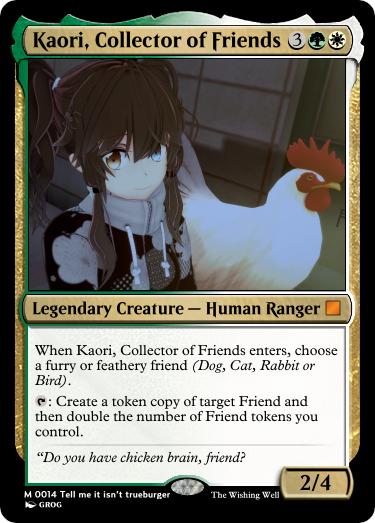 Kaori, Collector of Friends 3
Legendary Creature — Human Ranger
When Kaori, Collector of Friends enters, choose
a furry or feathery friend (Dog, Cat, Rabbit or
Bird).
: Create a token copy of target Friend and
then double the number of Friend tokens you
control.
“Do you have chicken brain, friend?
2/4
M 0014 Tell me it isn't trueburger
GROG
The Wishing Well